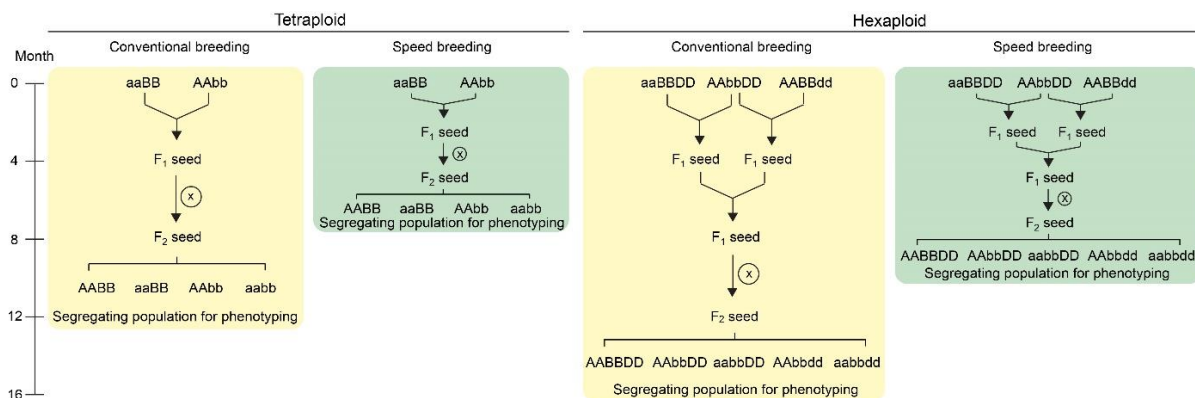 Tetraploid
Hexaploid
Month
Conventional breeding
Speed breeding
Conventional breeding
Speed breeding
0
4
8
12
16
aaBB AAbb
F₁ seed
x
F₂ seed
AABB aaBB AAbb aabb
Segregating population for phenotyping
aaBB AAbb
F₁ seed
x
F₂ seed
AABB aaBB AAbb aabb
Segregating population for phenotyping
aaBBDD AAbbDD AABBdd
F₁ seed F₁ seed
F₁ seed
x
F₂ seed
AABBDD AAbbDD aabbDD AAbbdd aabbdd
Segregating population for phenotyping
aaBBDD AAbbDD AABBdd
F₁ seed F₁ seed
F₁ seed
x
F₂ seed
AABBDD AAbbDD aabbDD AAbbdd aabbdd
Segregating population for phenotyping